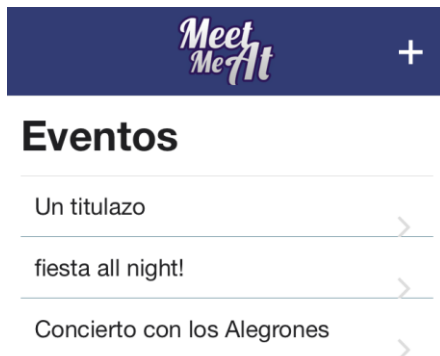 Meet
Me At
Eventos
Un titulazo
fiesta all night!
Concierto con los Alegrones